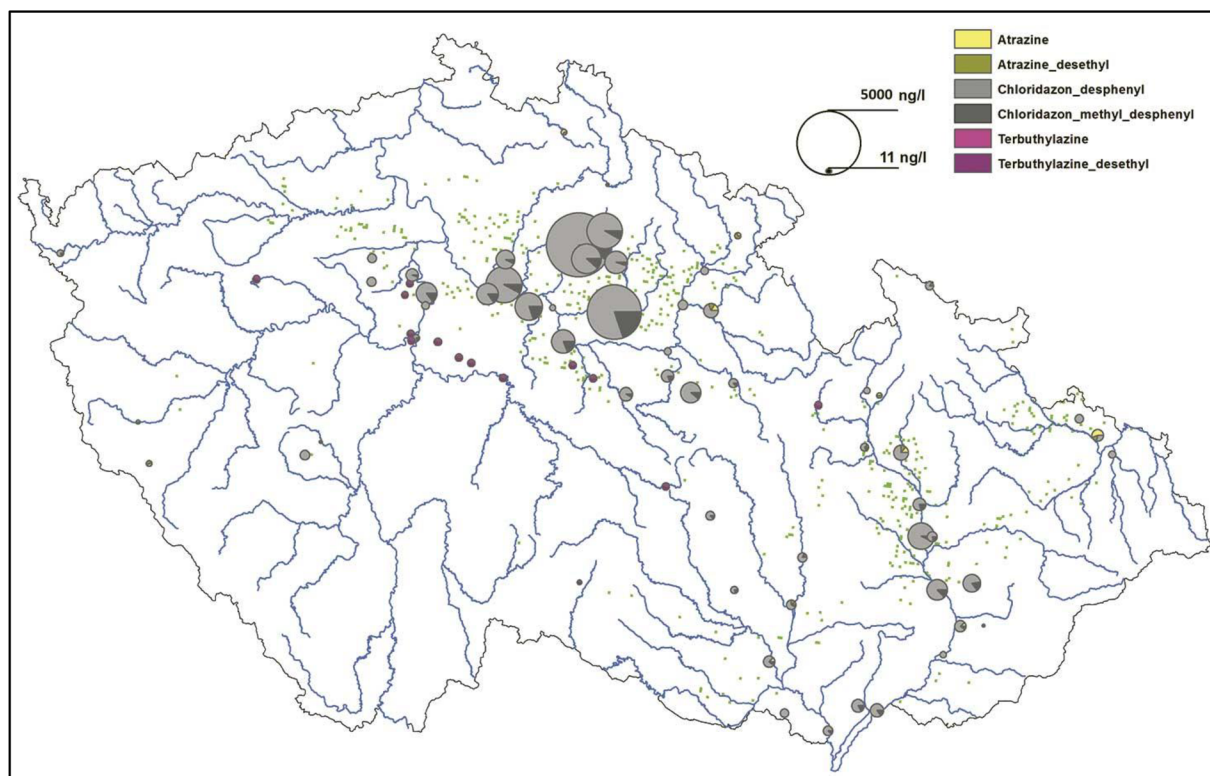 5000 ng/l
11 ng/l
Atrazine
Atrazine_desethyl
Chloridazon_desphenyl
Chloridazon_methyl_desphenyl
Terbuthylazine
Terbuthylazine_desethyl